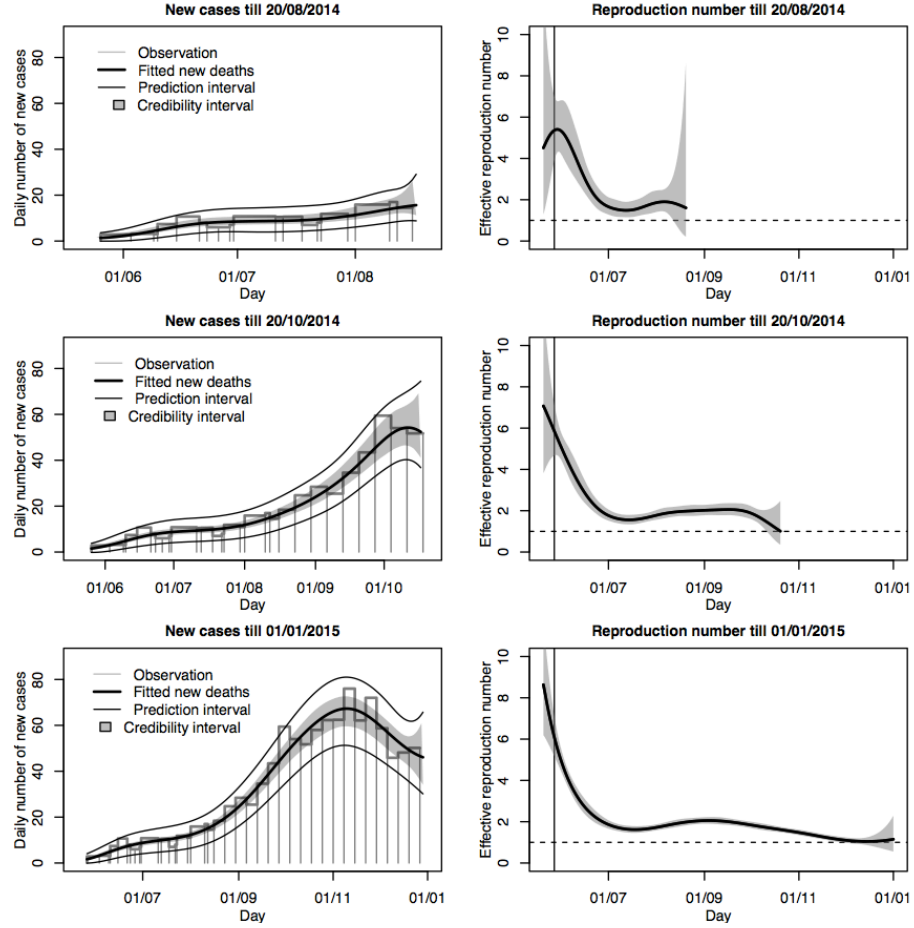 New cases till 20/08/2014
Daily number of new cases
80
60
40
20
0
Observation
Fitted new deaths
Prediction interval
Credibility interval
01/06 01/07 01/08
Day
Reproduction number till 20/08/2014
Effective reproduction number
10
8
6
4
2
0
01/07 01/09 01/11 01/01
Day
New cases till 20/10/2014
Daily number of new cases
80
60
40
20
0
Observation
Fitted new deaths
Prediction interval
Credibility interval
01/06 01/07 01/08 01/09 01/10
Day
Reproduction number till 20/10/2014
Effective reproduction number
10
8
6
4
2
0
01/07 01/09 01/11 01/01
Day
New cases till 01/01/2015
Daily number of new cases
80
60
40
20
0
Observation
Fitted new deaths
Prediction interval
Credibility interval
01/07 01/09 01/11 01/01
Day
Reproduction number till 01/01/2015
Effective reproduction number
10
8
6
4
2
0
01/07 01/09 01/11 01/01
Day